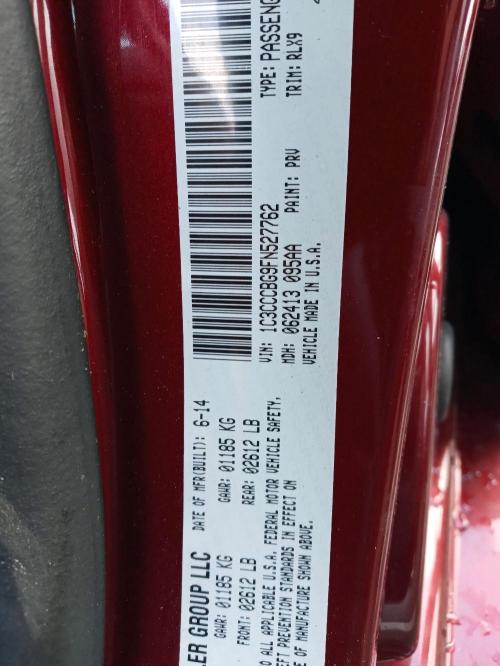 LER GROUP LLC
DATE OF MFR(BUILT): 6-14
GAWR: 01185 KG
GAWR: 01185 KG
FRONT: 02612 LB
REAR: 02612 LB
O ALL APPLICABLE U.S.A. FEDERAL MOTOR VEHICLE SAFETY,
EFT PREVENTION STANDARDS IN EFFECT ON
E OF MANUFACTURE SHOWN ABOVE.
VIN: 1C3CCCBG9FN527762
TYPE: PASSENG
MDH: 062413 095AA
PAINT: PRV
TRIM: RLX9
VEHICLE MADE IN U.S.A.